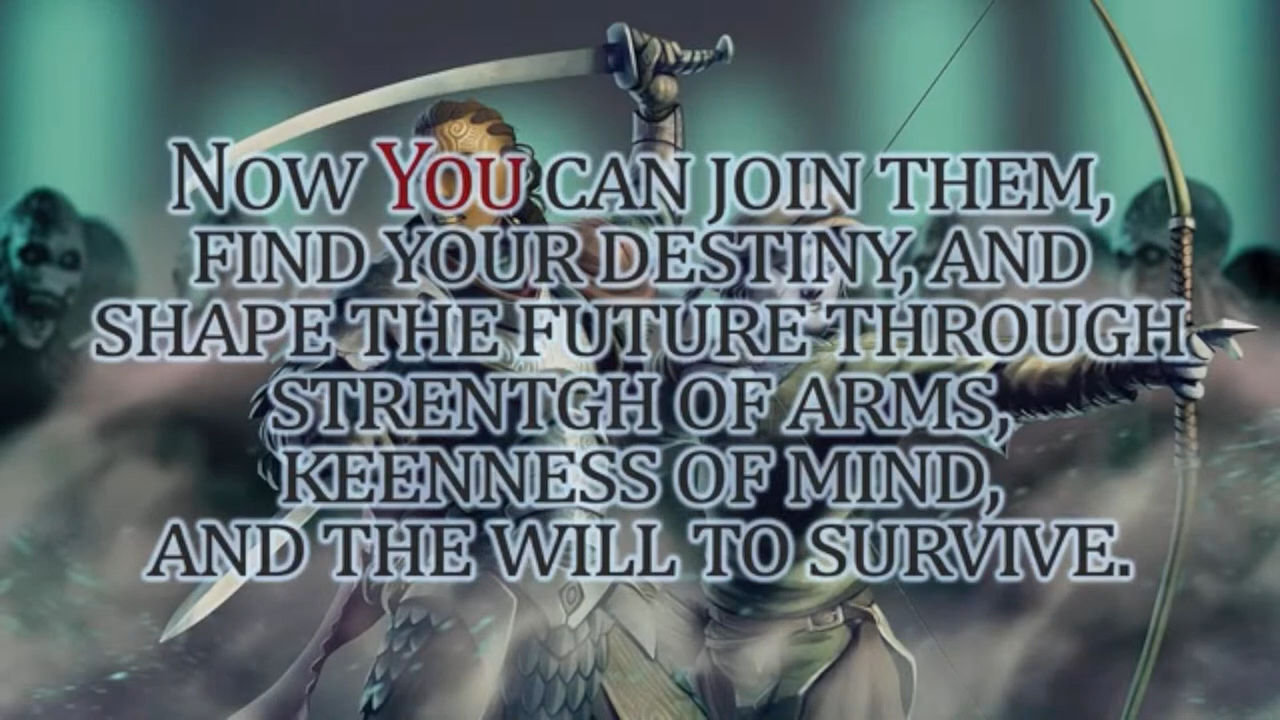 Now You can join them,
find your destiny, and
shape the future through
strentgh of arms,
keenness of mind,
and the will to survive.